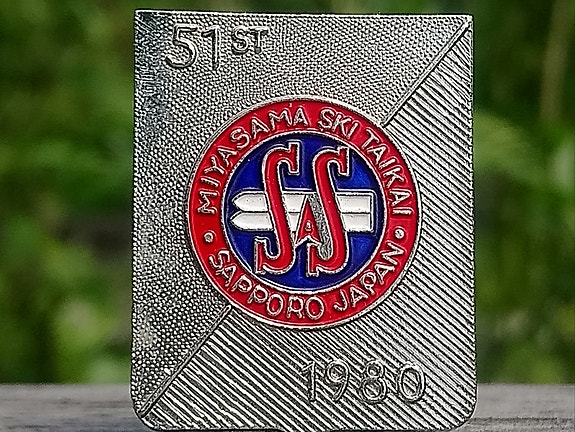 51ST
MIYASAMA SKI TAIKAI
SAS
SAPPORO JAPAN
1980